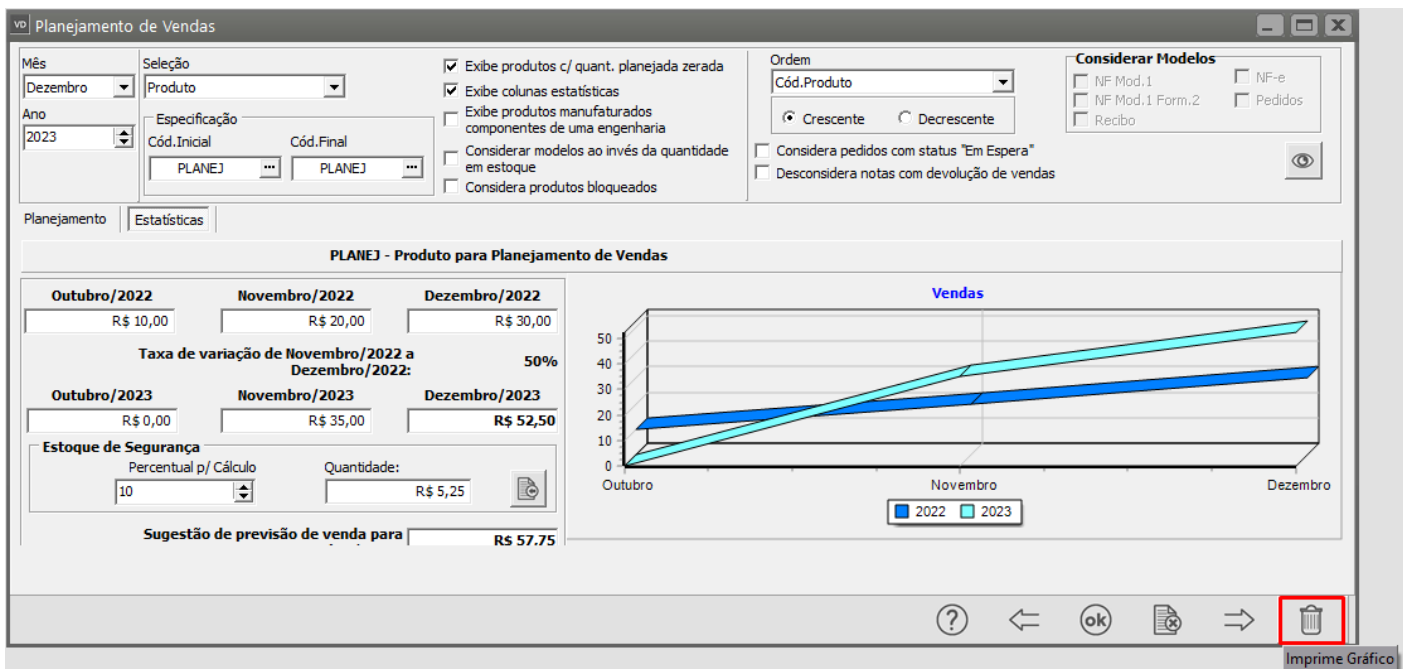 VD Planejamento de Vendas
Mês
Dezembro
Ano
2023
Seleção
Produto
Especificação
Cód.Inicial Cód.Final
PLANEJ ... PLANEJ ...
Exibe produtos c/ quant. planejada zerada
Exibe colunas estatísticas
Exibe produtos manufaturados
componentes de uma engenharia
Considerar modelos ao invés da quantidade
em estoque
Considera produtos bloqueados
Ordem
Cód.Produto
Crescente Decrescente
Considera pedidos com status "Em Espera"
Desconsidera notas com devolução de vendas
Considerar Modelos
NF Mod.1 NF-e
NF Mod.1 Form.2 Pedidos
Recibo
Planejamento Estatísticas
PLANEJ - Produto para Planejamento de Vendas
Outubro/2022 Novembro/2022 Dezembro/2022
R$ 10,00 R$ 20,00 R$ 30,00
Taxa de variação de Novembro/2022 a 50%
Dezembro/2022:
Outubro/2023 Novembro/2023 Dezembro/2023
R$ 0,00 R$ 35,00 R$ 52,50
Estoque de Segurança
Percentual p/ Cálculo Quantidade:
10 R$ 5,25
Sugestão de previsão de venda para R$ 57,75
Vendas
50
40
30
20
10
0
Outubro Novembro Dezembro
2022 2023
? ok
Imprime Gráfico